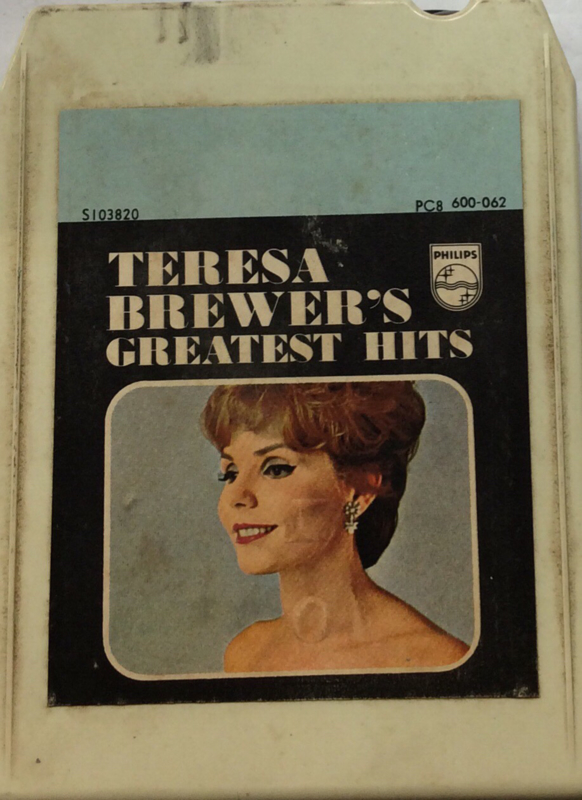 S103820
PC8 600-062
TERESA
BREWER'S
GREATEST HITS
PHILIPS